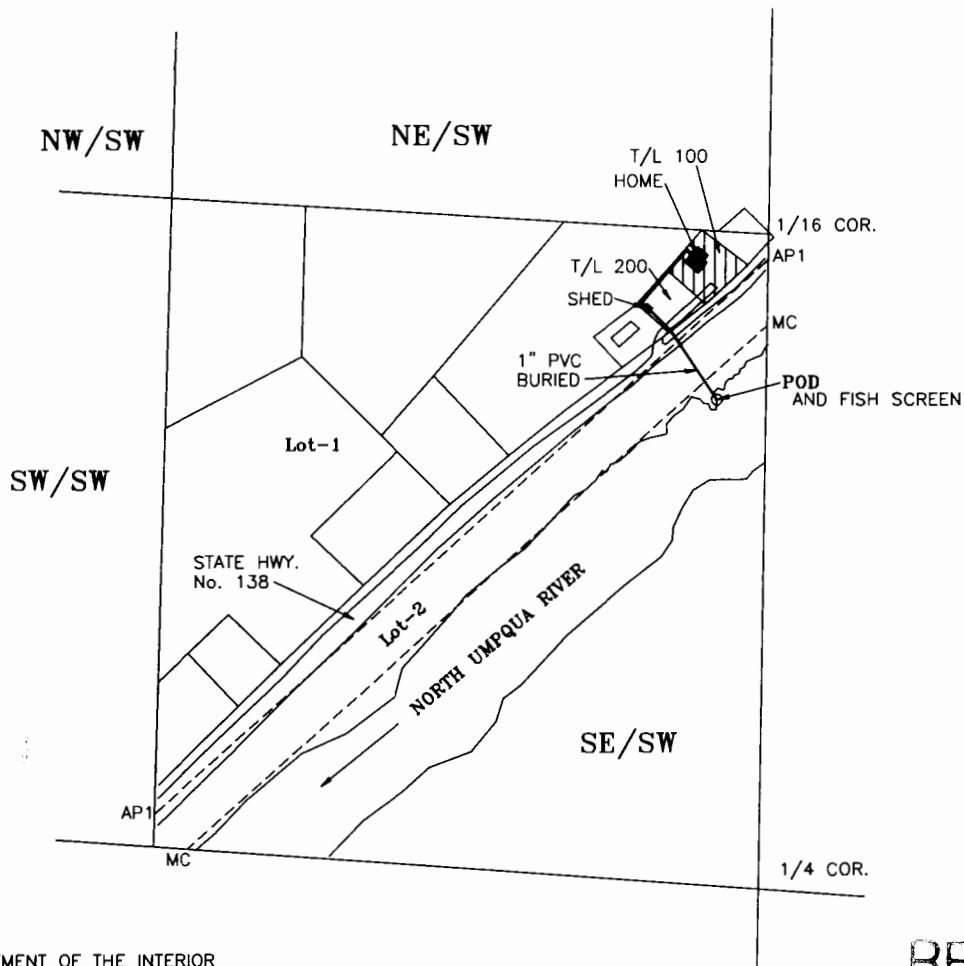 NW/SW
NE/SW
T/L 100
HOME
1/16 COR.
AP1
T/L 200
SHED
MC
1" PVC
BURIED
POD
AND FISH SCREEN
Lot-1
SW/SW
STATE HWY.
No. 138
Lot-2
NORTH UMPQUA RIVER
SE/SW
AP1
MC
1/4 COR.
OF THE INTERIOR